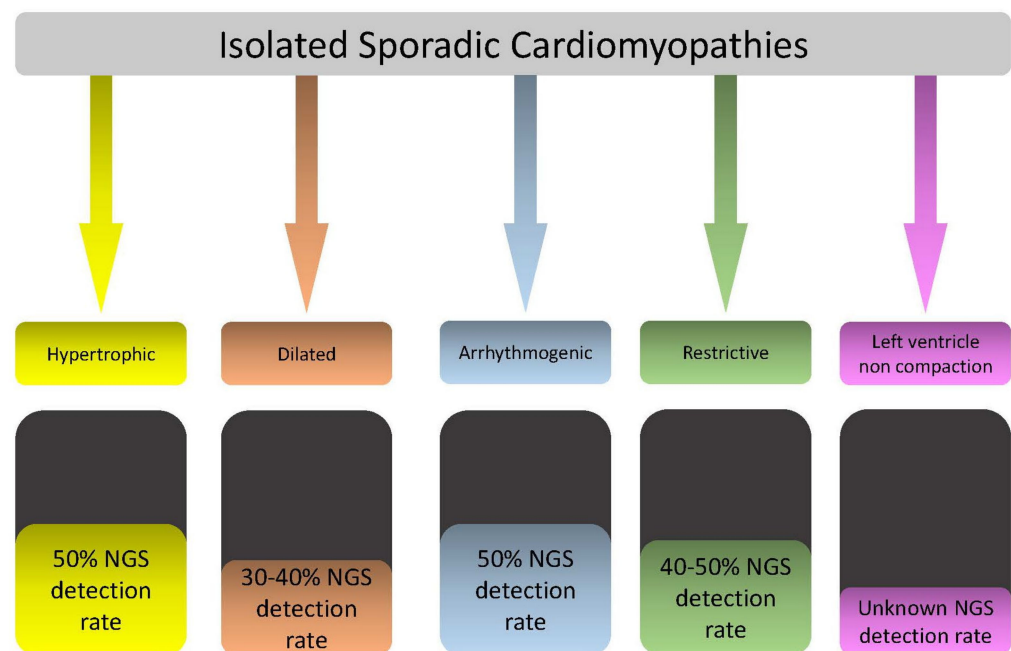 Isolated Sporadic Cardiomyopathies
Hypertrophic
Dilated
Arrhythmogenic
Restrictive
Left ventricle
non compaction
50% NGS
detection
rate
30-40% NGS
detection
rate
50% NGS
detection
rate
40-50% NGS
detection
rate
Unknown NGS
detection rate